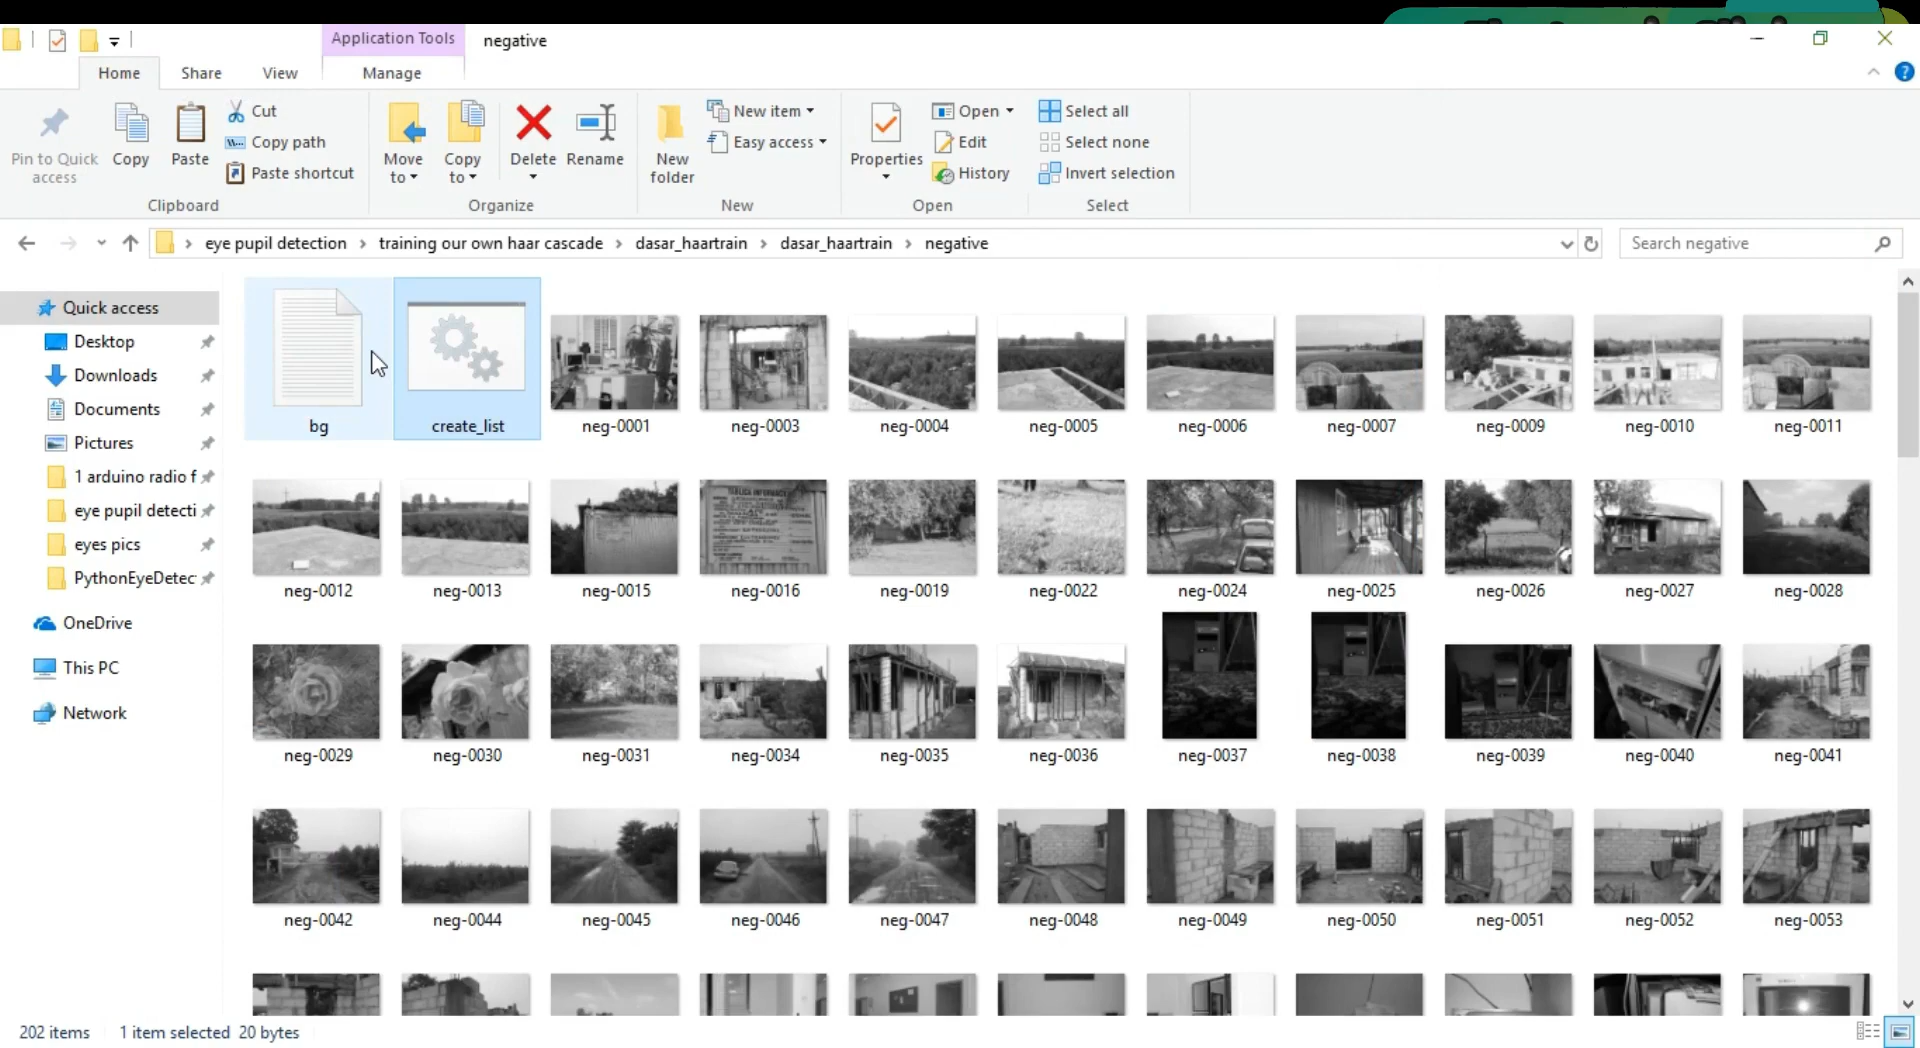 Application Tools
negative
Home
Share
View
Manage
Pin to Quick access
Copy
Paste
Cut
Copy path
Paste shortcut
Clipboard
Move to
Copy to
Delete
Rename
Organize
New folder
New item
Easy access
New
Properties
Open
Edit
History
Open
Select all
Select none
Invert selection
Select
eye pupil detection
training our own haar cascade
dasar_haartrain
dasar_haartrain
negative
Search negative
Quick access
Desktop
Downloads
Documents
Pictures
1 arduino radio f
eye pupil detecti
eyes pics
PythonEyeDetec
OneDrive
This PC
Network
bg
create_list
neg-0001
neg-0003
neg-0004
neg-0005
neg-0006
neg-0007
neg-0009
neg-0010
neg-0011
neg-0012
neg-0013
neg-0015
neg-0016
neg-0019
neg-0022
neg-0024
neg-0025
neg-0026
neg-0027
neg-0028
neg-0029
neg-0030
neg-0031
neg-0034
neg-0035
neg-0036
neg-0037
neg-0038
neg-0039
neg-0040
neg-0041
neg-0042
neg-0044
neg-0045
neg-0046
neg-0047
neg-0048
neg-0049
neg-0050
neg-0051
neg-0052
neg-0053
202 items
1 item selected 20 bytes